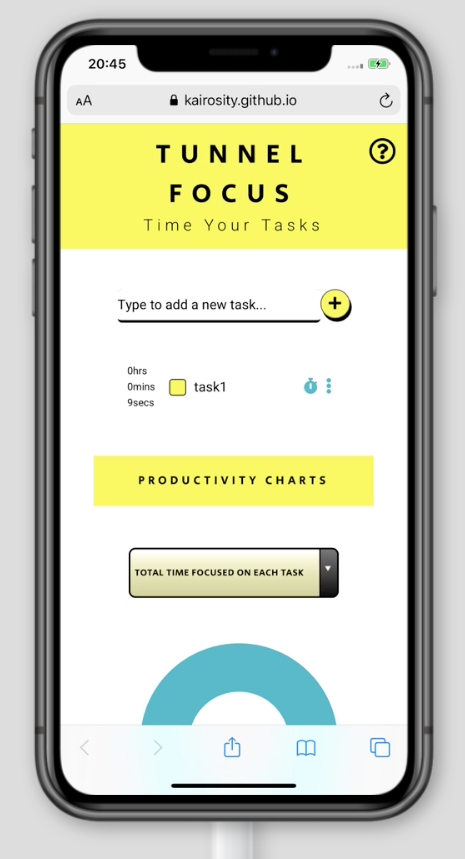 20:45
AA kairosity.github.io
TUNNEL
FOCUS
Time Your Tasks
?
Type to add a new task...
+
0hrs
0mins
9secs
task1
PRODUCTIVITY CHARTS
TOTAL TIME FOCUSED ON EACH TASK